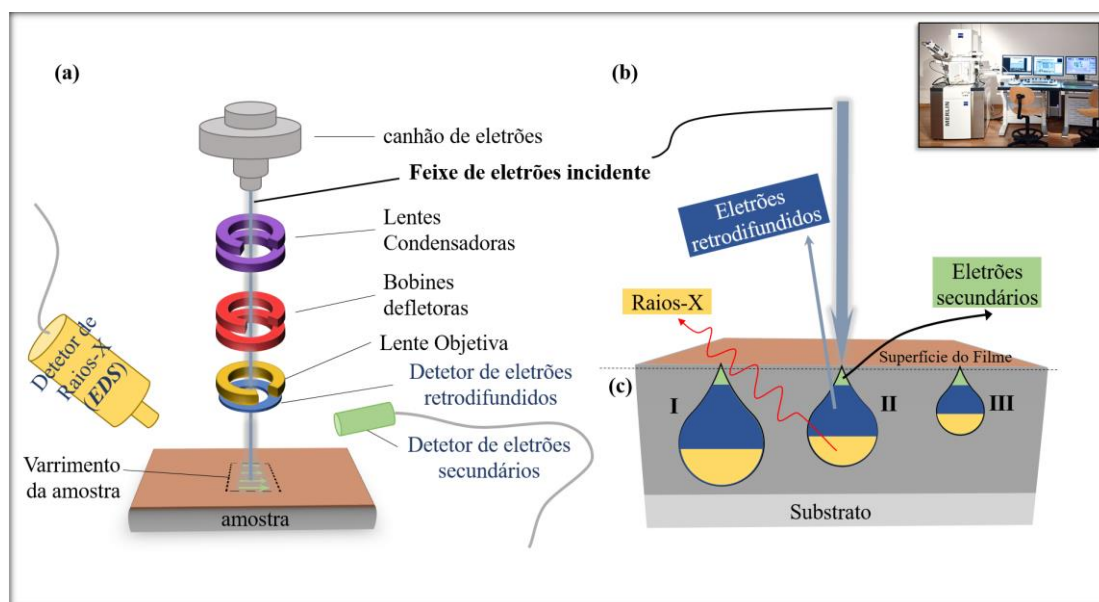 (a)
canhão de eletrões
Feixe de eletrões incidente
Lentes
Condensadoras
Bobines
defletoras
Lente Objetiva
Detetor de eletrões
retrodifundidos
Detetor de eletrões
secundários
Detetor de
Raios-X
(EDS)
Varrimento
da amostra
amostra
(b)
MERLIN
Eletrões
retrodifundidos
Eletrões
secundários
Raios-X
Superfície do Filme
(c)
I
II
III
Substrato